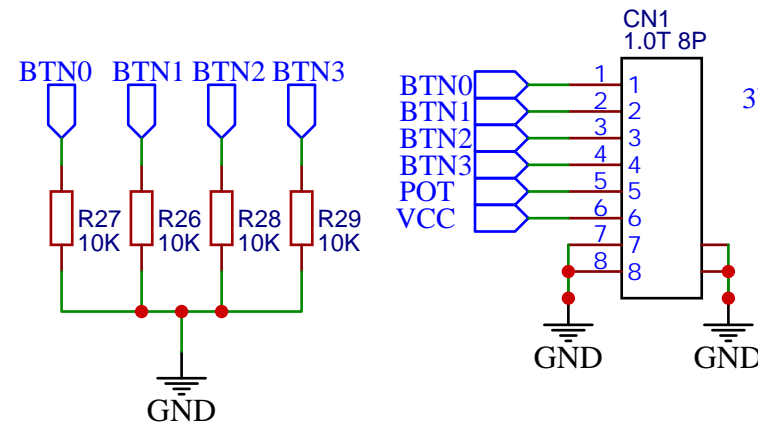 BTN0 BTN1 BTN2 BTN3
R27 10K
R26 10K
R28 10K
R29 10K
GND
CN1
1.0T 8P
BTN0 1 1
BTN1 2 2
BTN2 3 3
BTN3 4 4
POT 5 5
VCC 6 6
7 7
8 8
GND
GND
3